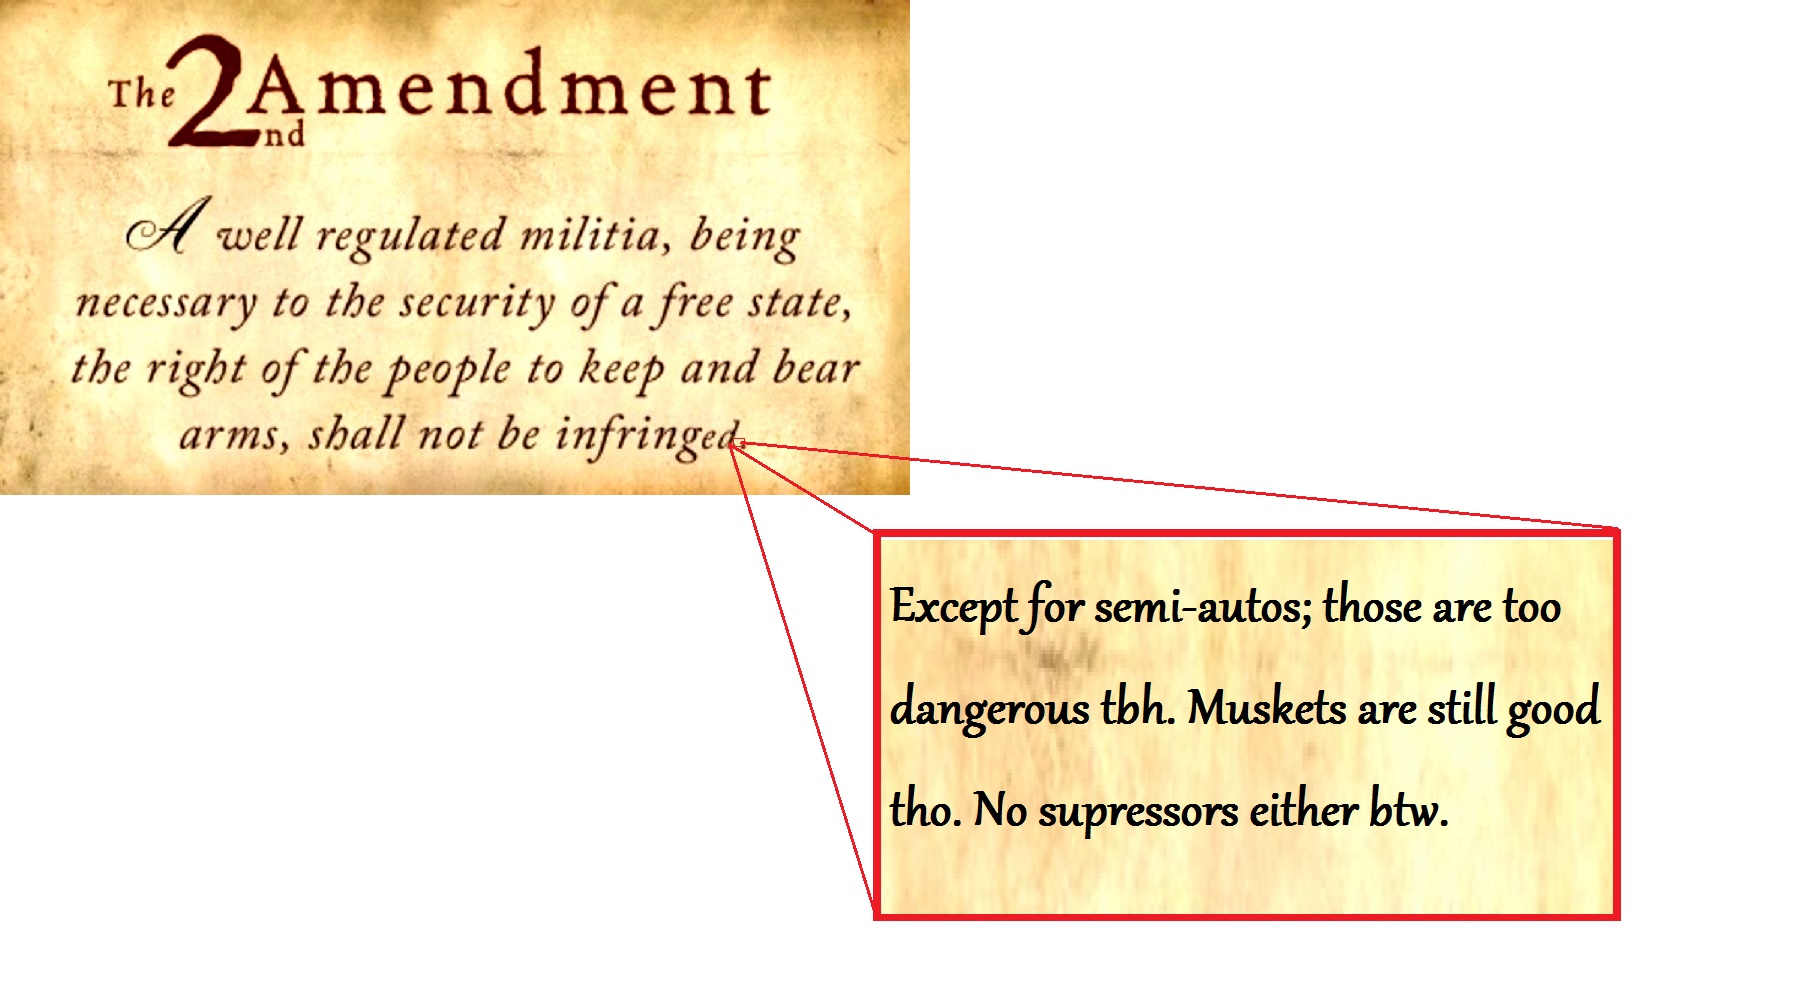 The 2nd Amendment
A well regulated militia, being
necessary to the security of a free state,
the right of the people to keep and bear
arms, shall not be infringed.
Except for semi-autos; those are too
dangerous tbh. Muskets are still good
tho. No supressors either btw.